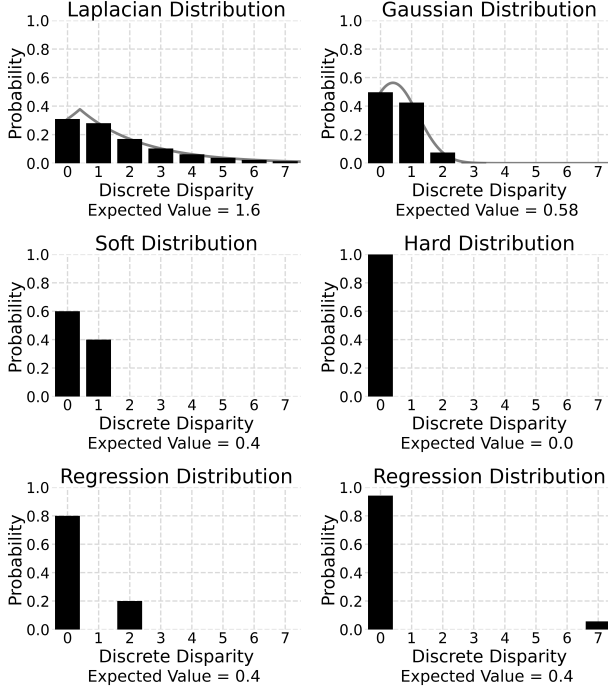 Laplacian Distribution
1.0
0.8
0.6
0.4
0.2
0.0
Probability
0 1 2 3 4 5 6 7
Discrete Disparity
Expected Value = 1.6
Gaussian Distribution
1.0
0.8
0.6
0.4
0.2
0.0
Probability
0 1 2 3 4 5 6 7
Discrete Disparity
Expected Value = 0.58
Soft Distribution
1.0
0.8
0.6
0.4
0.2
0.0
Probability
0 1 2 3 4 5 6 7
Discrete Disparity
Expected Value = 0.4
Hard Distribution
1.0
0.8
0.6
0.4
0.2
0.0
Probability
0 1 2 3 4 5 6 7
Discrete Disparity
Expected Value = 0.0
Regression Distribution
1.0
0.8
0.6
0.4
0.2
0.0
Probability
0 1 2 3 4 5 6 7
Discrete Disparity
Expected Value = 0.4
Regression Distribution
1.0
0.8
0.6
0.4
0.2
0.0
Probability
0 1 2 3 4 5 6 7
Discrete Disparity
Expected Value = 0.4